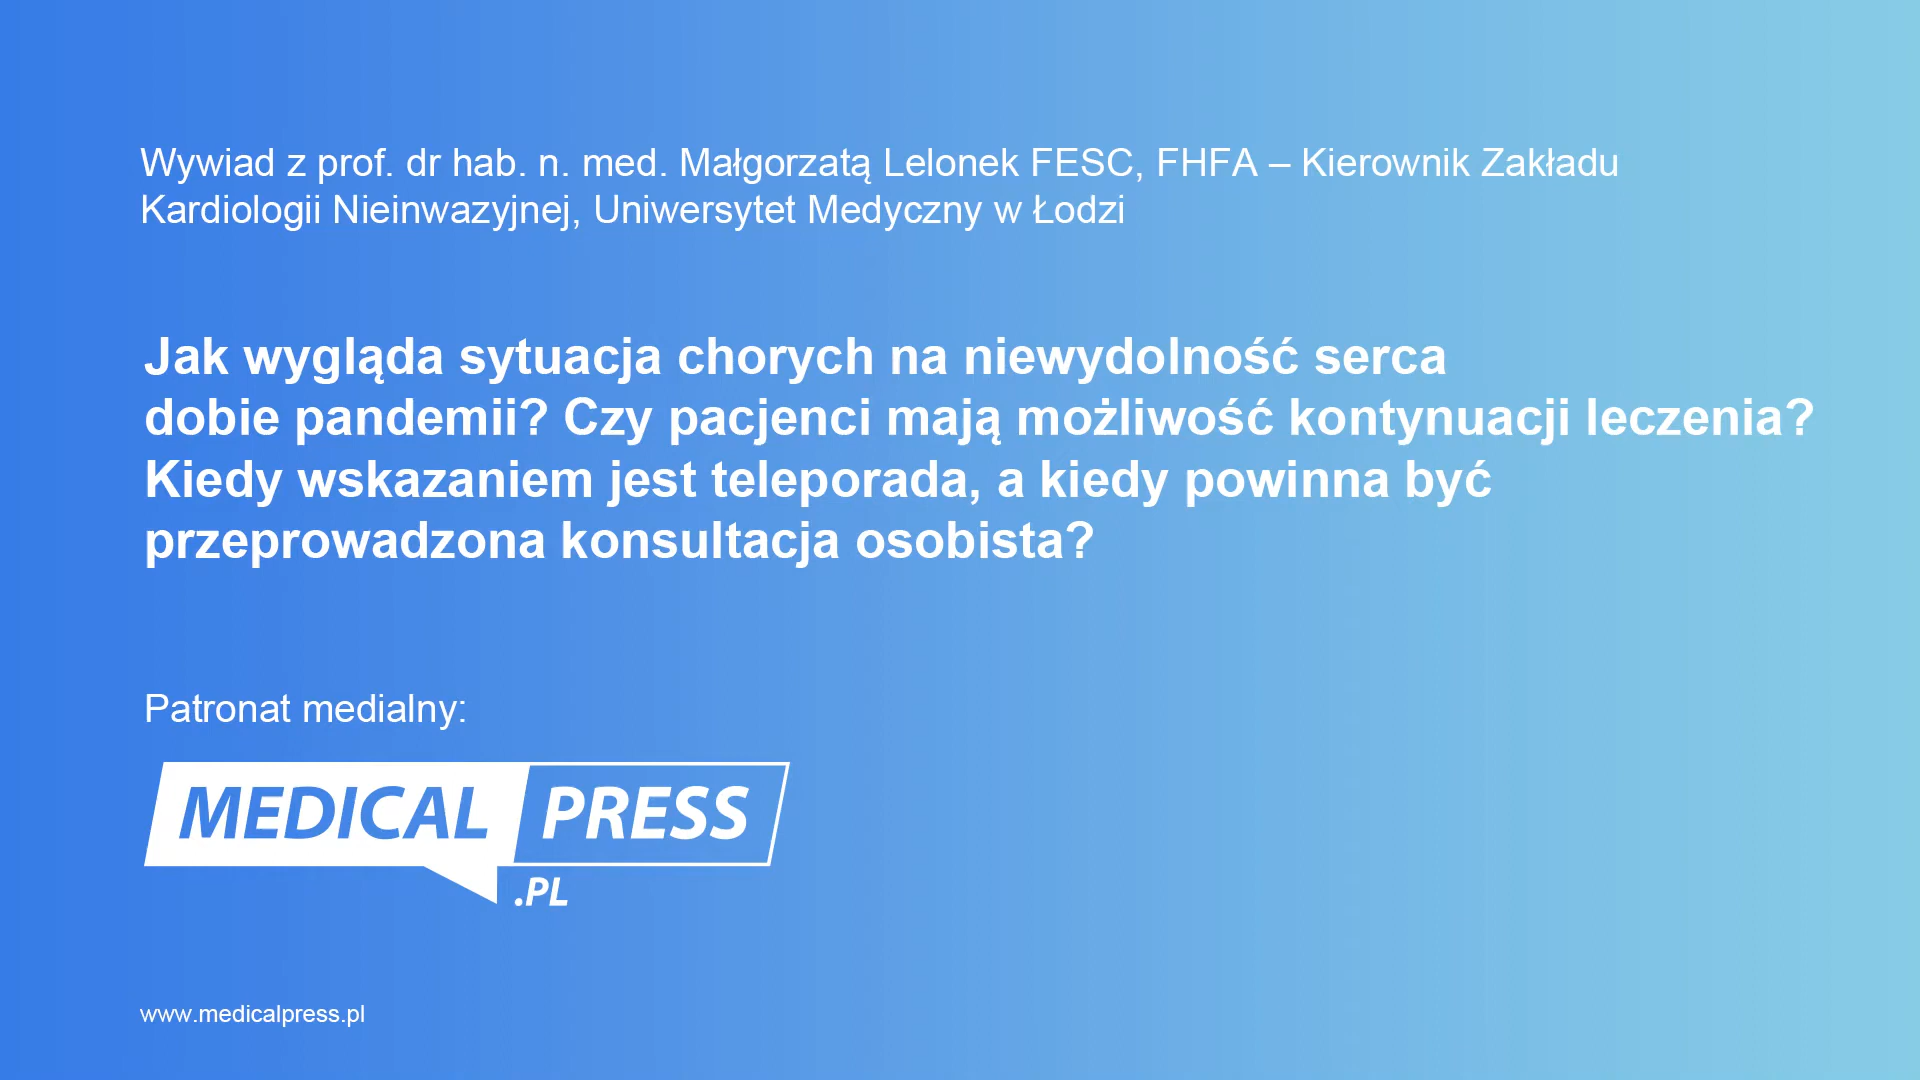 Wywiad z prof. dr hab. n. med. Małgorzatą Lelonek FESC, FHFA – Kierownik Zakładu
Kardiologii Nieinwazyjnej, Uniwersytet Medyczny w Łodzi
Jak wygląda sytuacja chorych na niewydolność serca
dobie pandemii? Czy pacjenci mają możliwość kontynuacji leczenia?
Kiedy wskazaniem jest teleporada, a kiedy powinna być
przeprowadzona konsultacja osobista?
Patronat medialny:
MEDICAL PRESS
.PL
www.medicalpress.pl